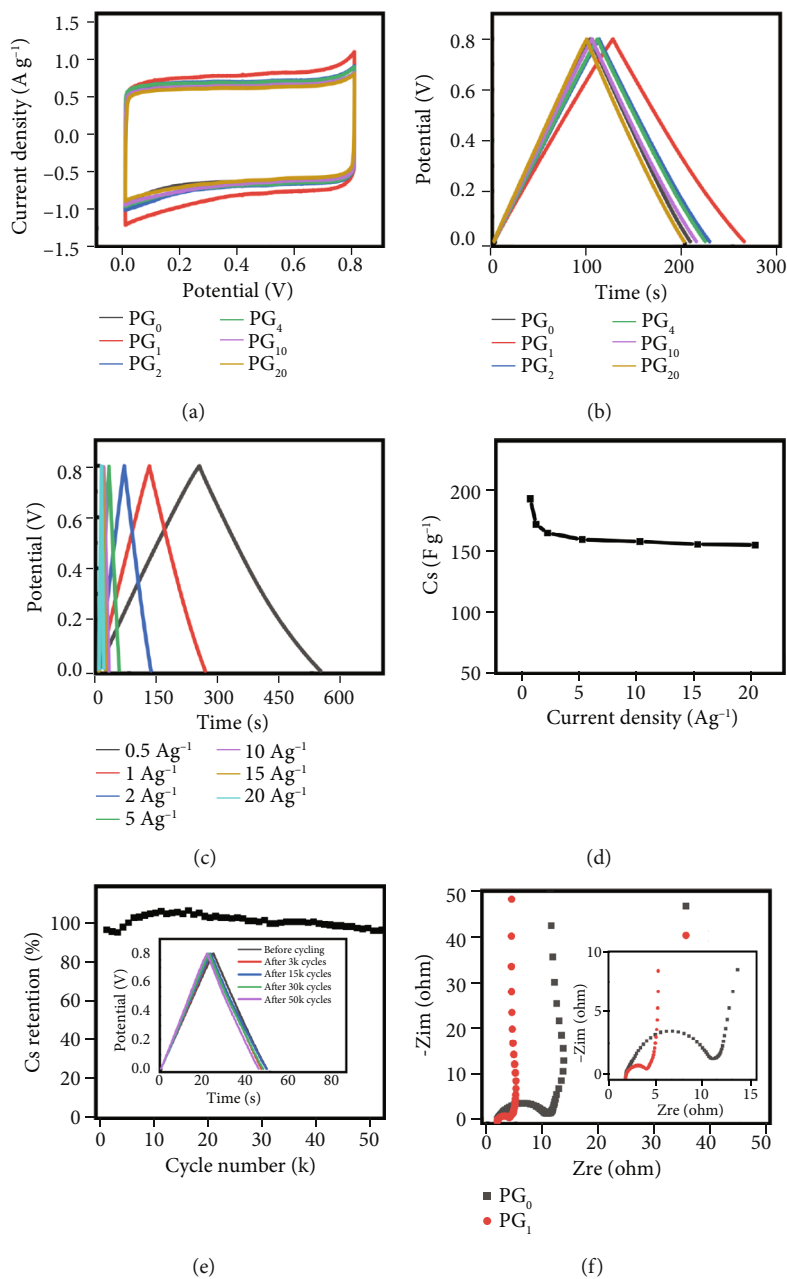 1.5
1.0
0.5
0.0
−0.5
−1.0
−1.5
Current density (A g⁻¹)
0.0 0.2 0.4 0.6 0.8
Potential (V)
PG₀ PG₄
PG₁ PG₁₀
PG₂ PG₂₀
(a)
0.8
0.6
0.4
0.2
0.0
Potential (V)
0 100 200 300
Time (s)
PG₀ PG₄
PG₁ PG₁₀
PG₂ PG₂₀
(b)
0.8
0.6
0.4
0.2
0.0
Potential (V)
0 150 300 450 600
Time (s)
0.5 Ag⁻¹ 10 Ag⁻¹
1 Ag⁻¹ 15 Ag⁻¹
2 Ag⁻¹ 20 Ag⁻¹
5 Ag⁻¹
(c)
200
150
100
50
Cs (F g⁻¹)
0 5 10 15 20
Current density (Ag⁻¹)
(d)
100
80
60
40
20
0
Cs retention (%)
0 10 20 30 40 50
Cycle number (k)
0.8
0.6
0.4
0.2
0.0
Potential (V)
0 20 40 60 80
Time (s)
Before cycling
After 3k cycles
After 15k cycles
After 30k cycles
After 50k cycles
(e)
50
40
30
20
10
0
-Zim (ohm)
0 10 20 30 40 50
Zre (ohm)
10
5
0
−Zim (ohm)
0 5 10 15
Zre (ohm)
PG₀
PG₁
(f)